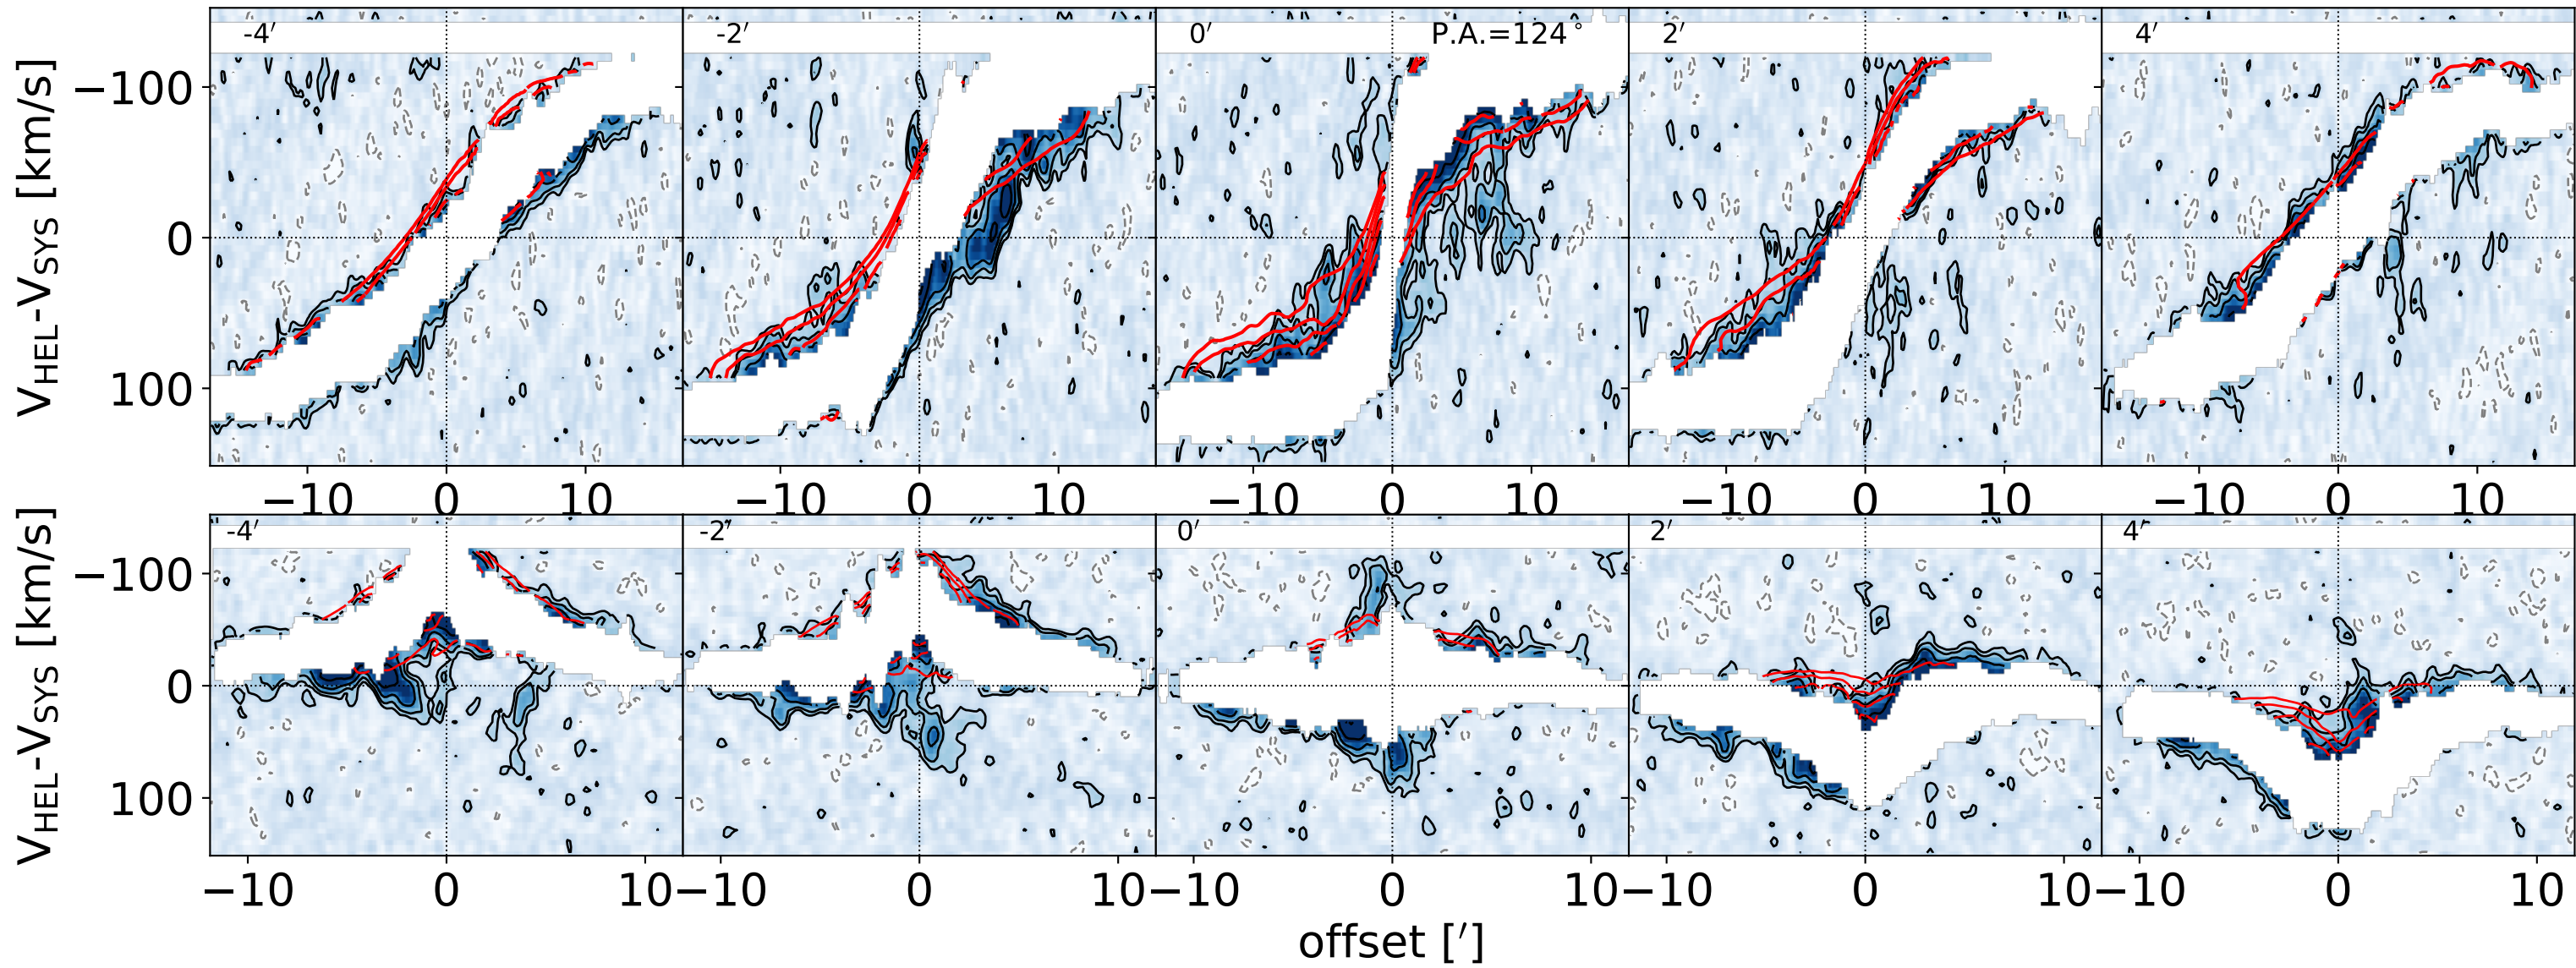 -4′ -2′ 0′ P.A.=124° 2′ 4′
V_HEL-V_SYS [km/s]
−100
0
100
−10 0 10 −10 0 10 −10 0 10 −10 0 10 −10 0 10
-4′ -2′ 0′ 2′ 4′
V_HEL-V_SYS [km/s]
−100
0
100
−10 0 10 −10 0 10 −10 0 10 −10 0 10 −10 0 10
offset [′]